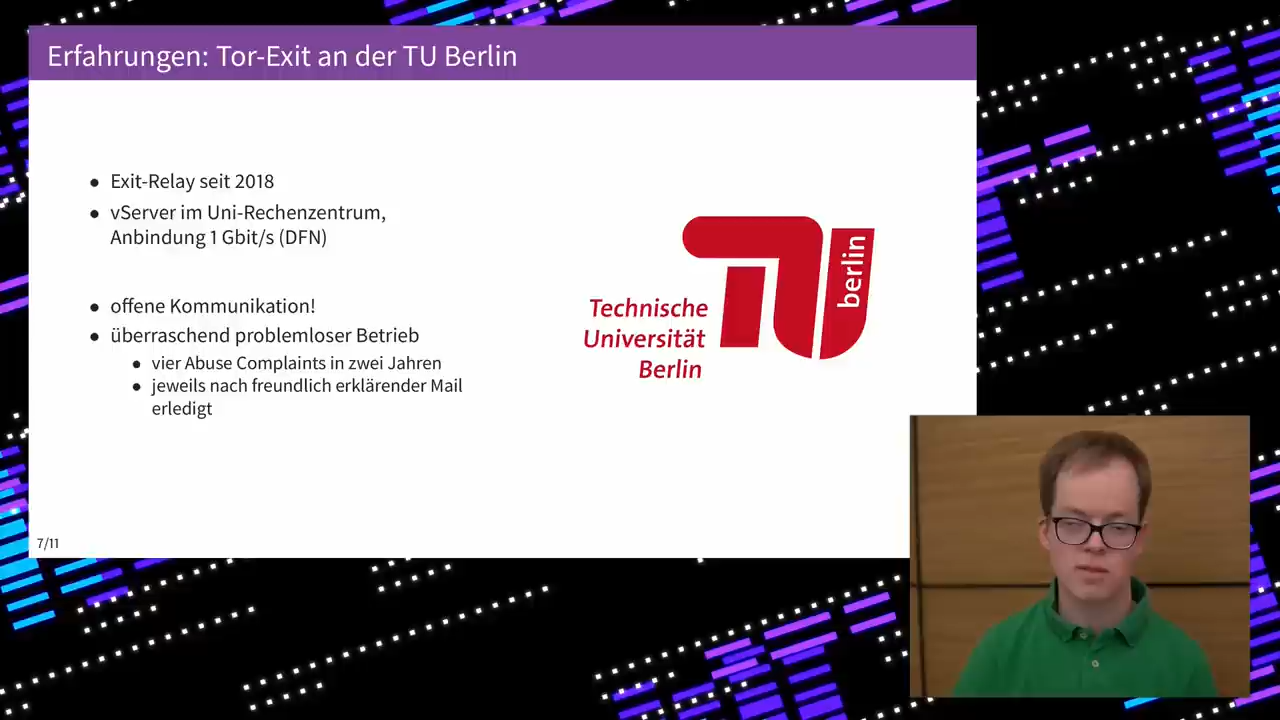 Erfahrungen: Tor-Exit an der TU Berlin
Exit-Relay seit 2018
vServer im Uni-Rechenzentrum,
Anbindung 1 Gbit/s (DFN)
offene Kommunikation!
überraschend problemloser Betrieb
vier Abuse Complaints in zwei Jahren
jeweils nach freundlich erklärender Mail
erledigt
Technische
Universität
Berlin
berlin
7/11